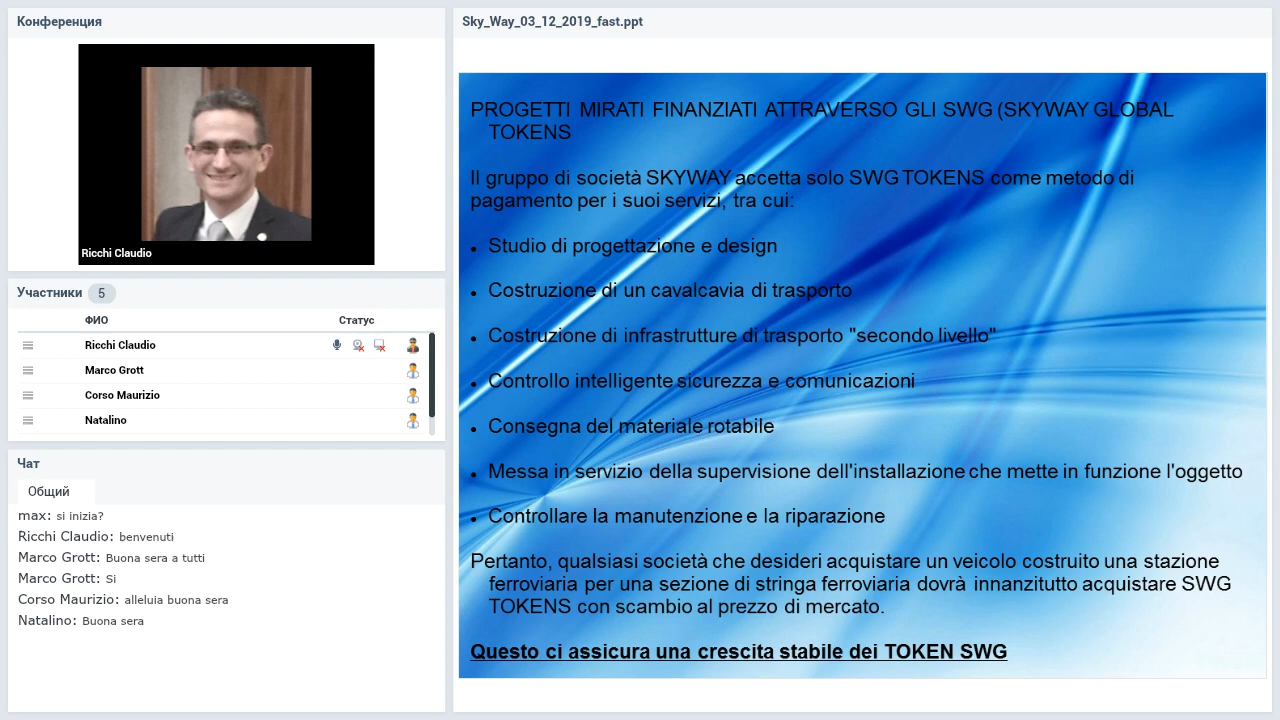 Конференция
Ricchi Claudio
Участники 5
ФИО Статус
Ricchi Claudio
Marco Grott
Corso Maurizio
Natalino
Чат
Общий
max: si inizia?
Ricchi Claudio: benvenuti
Marco Grott: Buona sera a tutti
Marco Grott: Si
Corso Maurizio: alleluia buona sera
Natalino: Buona sera
Sky_Way_03_12_2019_fast.ppt
PROGETTI MIRATI FINANZIATI ATTRAVERSO GLI SWG (SKYWAY GLOBAL
TOKENS
Il gruppo di società SKYWAY accetta solo SWG TOKENS come metodo di
pagamento per i suoi servizi, tra cui:
• Studio di progettazione e design
• Costruzione di un cavalcavia di trasporto
• Costruzione di infrastrutture di trasporto "secondo livello"
• Controllo intelligente sicurezza e comunicazioni
• Consegna del materiale rotabile
• Messa in servizio della supervisione dell'installazione che mette in funzione l'oggetto
• Controllare la manutenzione e la riparazione
Pertanto, qualsiasi società che desideri acquistare un veicolo costruito una stazione
ferroviaria per una sezione di stringa ferroviaria dovrà innanzitutto acquistare SWG
TOKENS con scambio al prezzo di mercato.
Questo ci assicura una crescita stabile dei TOKEN SWG